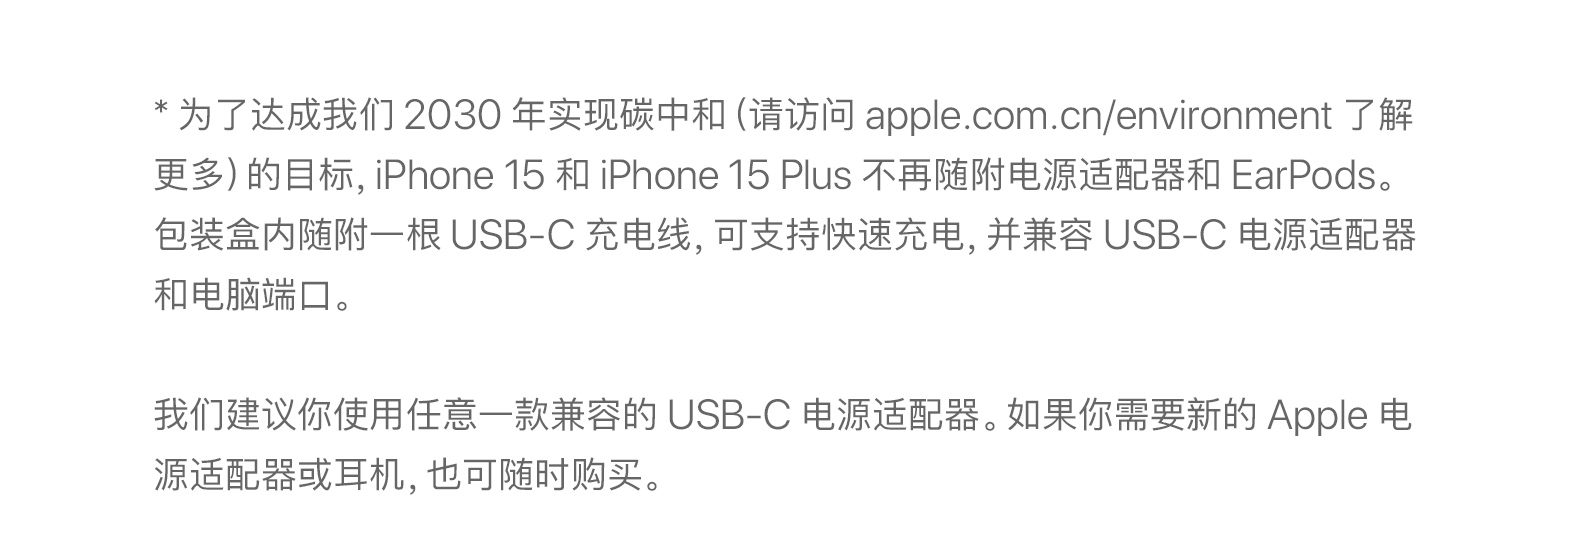 * 为了达成我们 2030 年实现碳中和 (请访问 apple.com.cn/environment 了解
更多) 的目标, iPhone 15 和 iPhone 15 Plus 不再随附电源适配器和 EarPods。
包装盒内随附一根 USB-C 充电线, 可支持快速充电, 并兼容 USB-C 电源适配器
和电脑端口。
我们建议你使用任意一款兼容的 USB-C 电源适配器。如果你需要新的 Apple 电
源适配器或耳机, 也可随时购买。